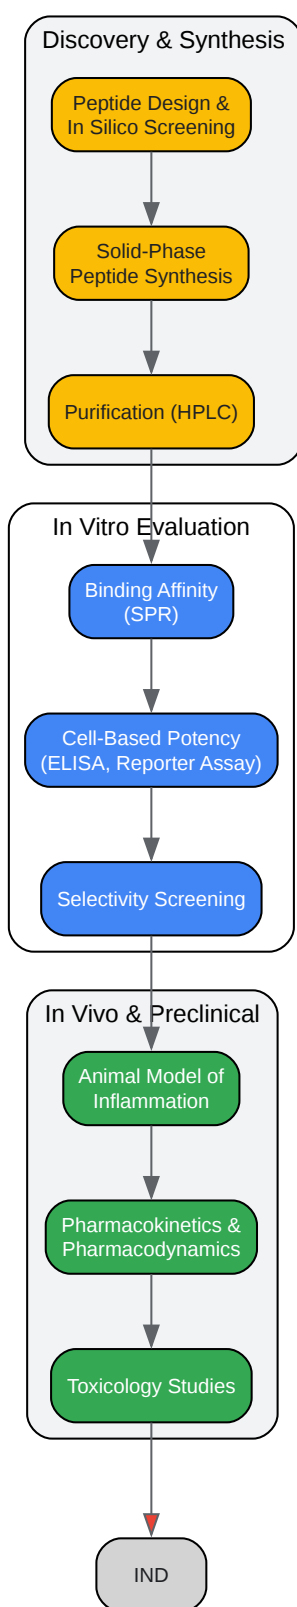 Discovery & Synthesis
Peptide Design &
In Silico Screening
Solid-Phase
Peptide Synthesis
Purification (HPLC)
In Vitro Evaluation
Binding Affinity
(SPR)
Cell-Based Potency
(ELISA, Reporter Assay)
Selectivity Screening
In Vivo & Preclinical
Animal Model of
Inflammation
Pharmacokinetics &
Pharmacodynamics
Toxicology Studies
IND